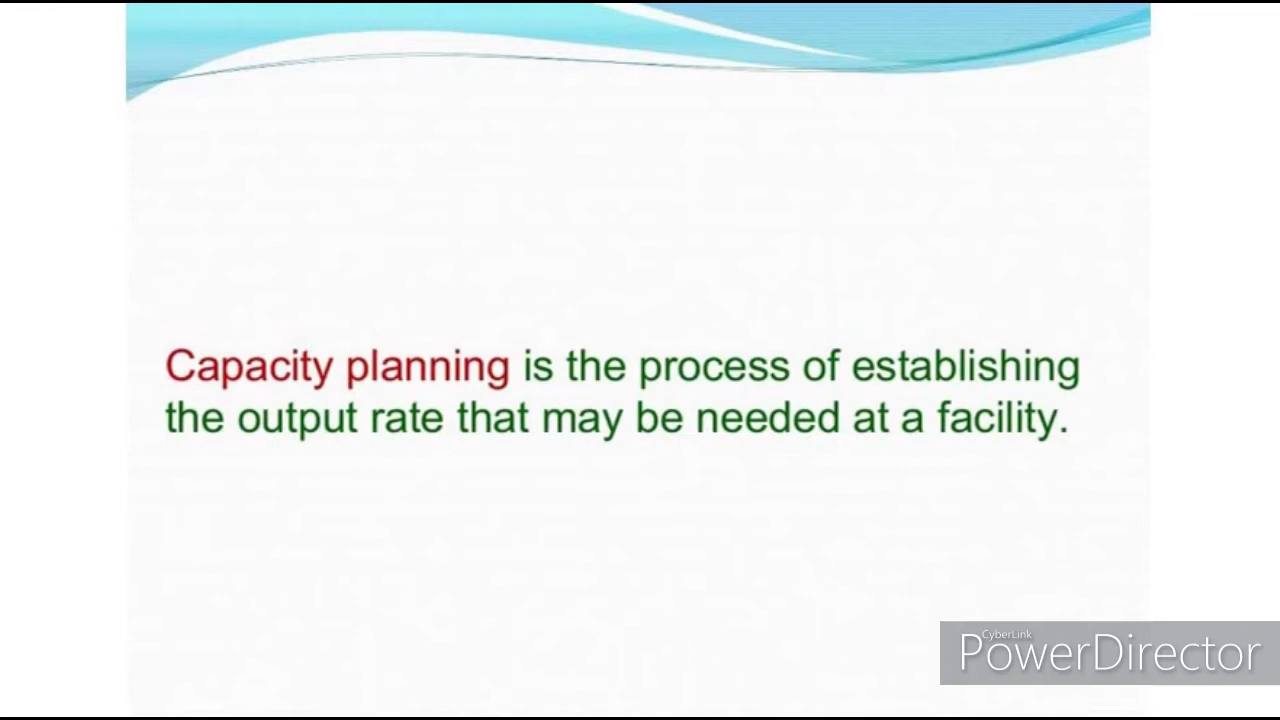 Capacity planning is the process of establishing
the output rate that may be needed at a facility.
CyberLink
PowerDirector